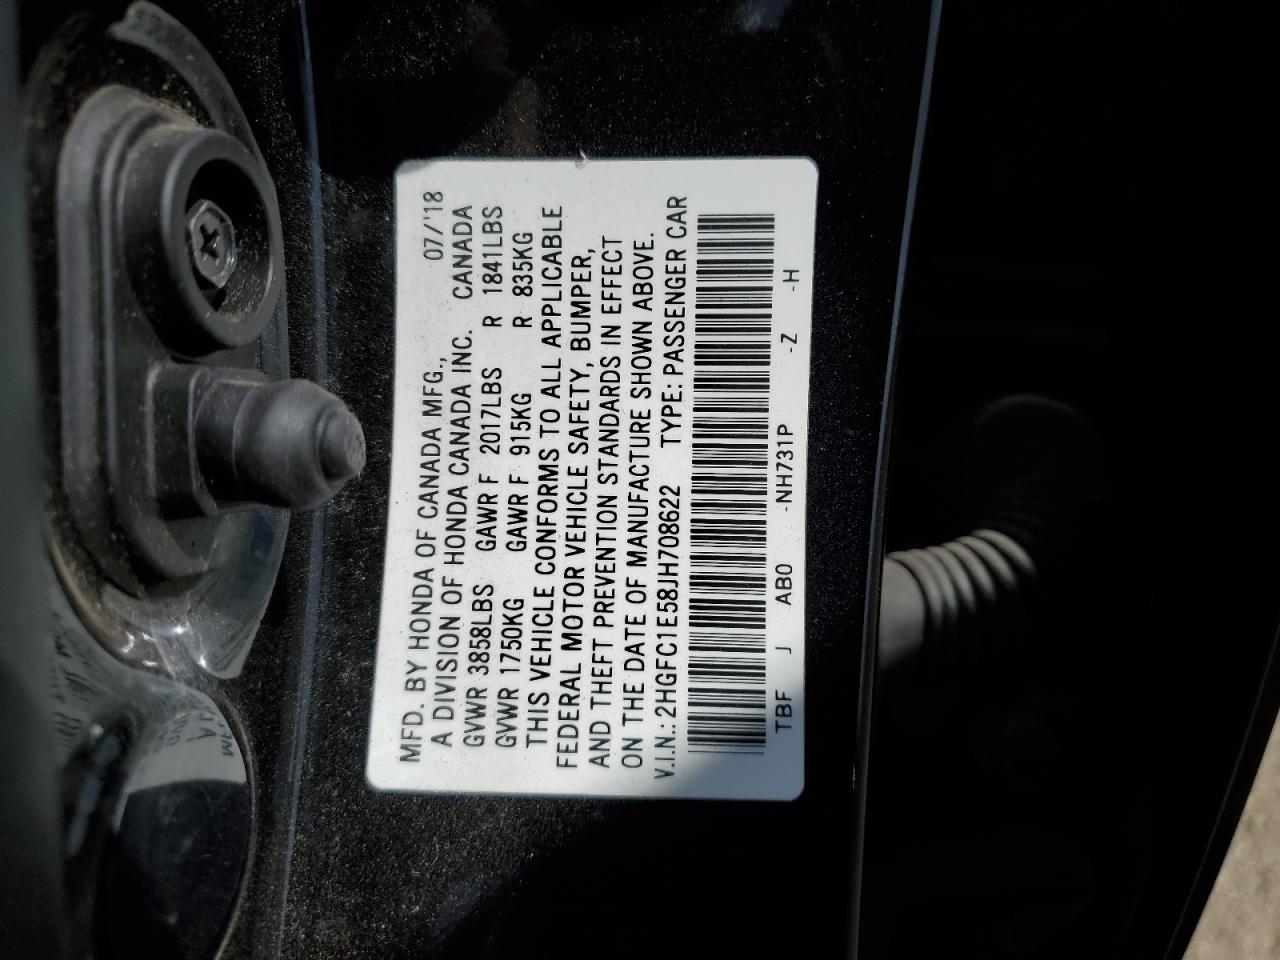 MFD. BY HONDA OF CANADA MFG., 07/'18
A DIVISION OF HONDA CANADA INC. CANADA
GVWR 3858LBS GAWR F 2017LBS R 1841LBS
GVWR 1750KG GAWR F 915KG R 835KG
THIS VEHICLE CONFORMS TO ALL APPLICABLE
FEDERAL MOTOR VEHICLE SAFETY, BUMPER,
AND THEFT PREVENTION STANDARDS IN EFFECT
ON THE DATE OF MANUFACTURE SHOWN ABOVE.
V.I.N.: 2HGFC1E58JH708622 TYPE: PASSENGER CAR
TBF J AB0 -NH731P -Z -H